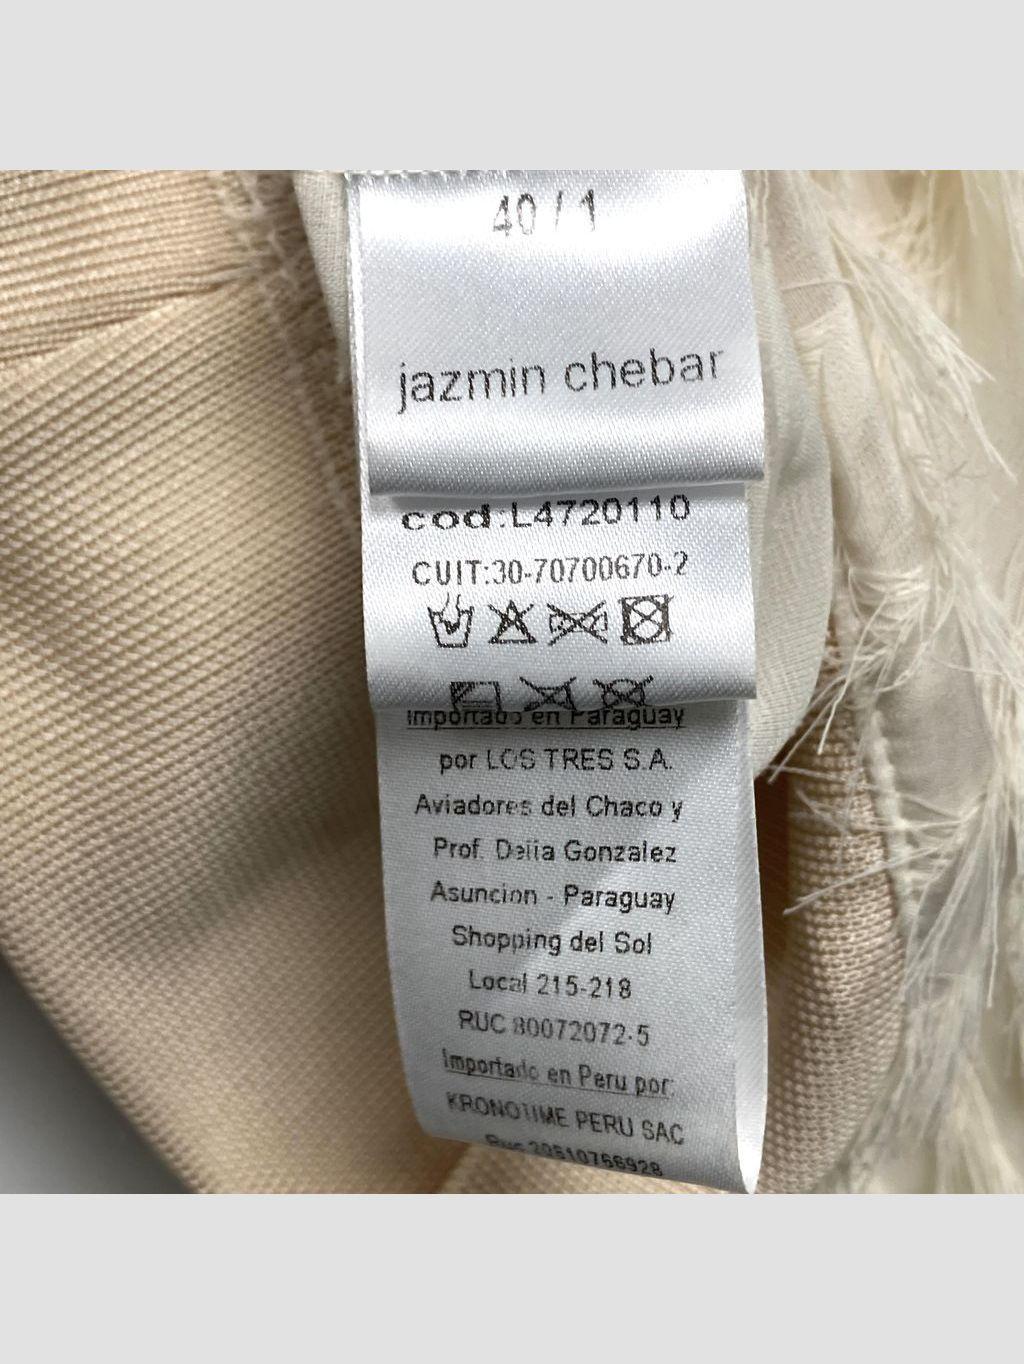 40 / 1
jazmin chebar
cod:L4720110
CUIT:30-70700670-2
Importado en Paraguay
por LOS TRES S.A.
Aviadores del Chaco y
Prof. Delia Gonzalez
Asuncion - Paraguay
Shopping del Sol
Local 215-218
RUC 80072072-5
Importado en Peru por:
KRONOTIME PERU SAC
Ruc 20510766928